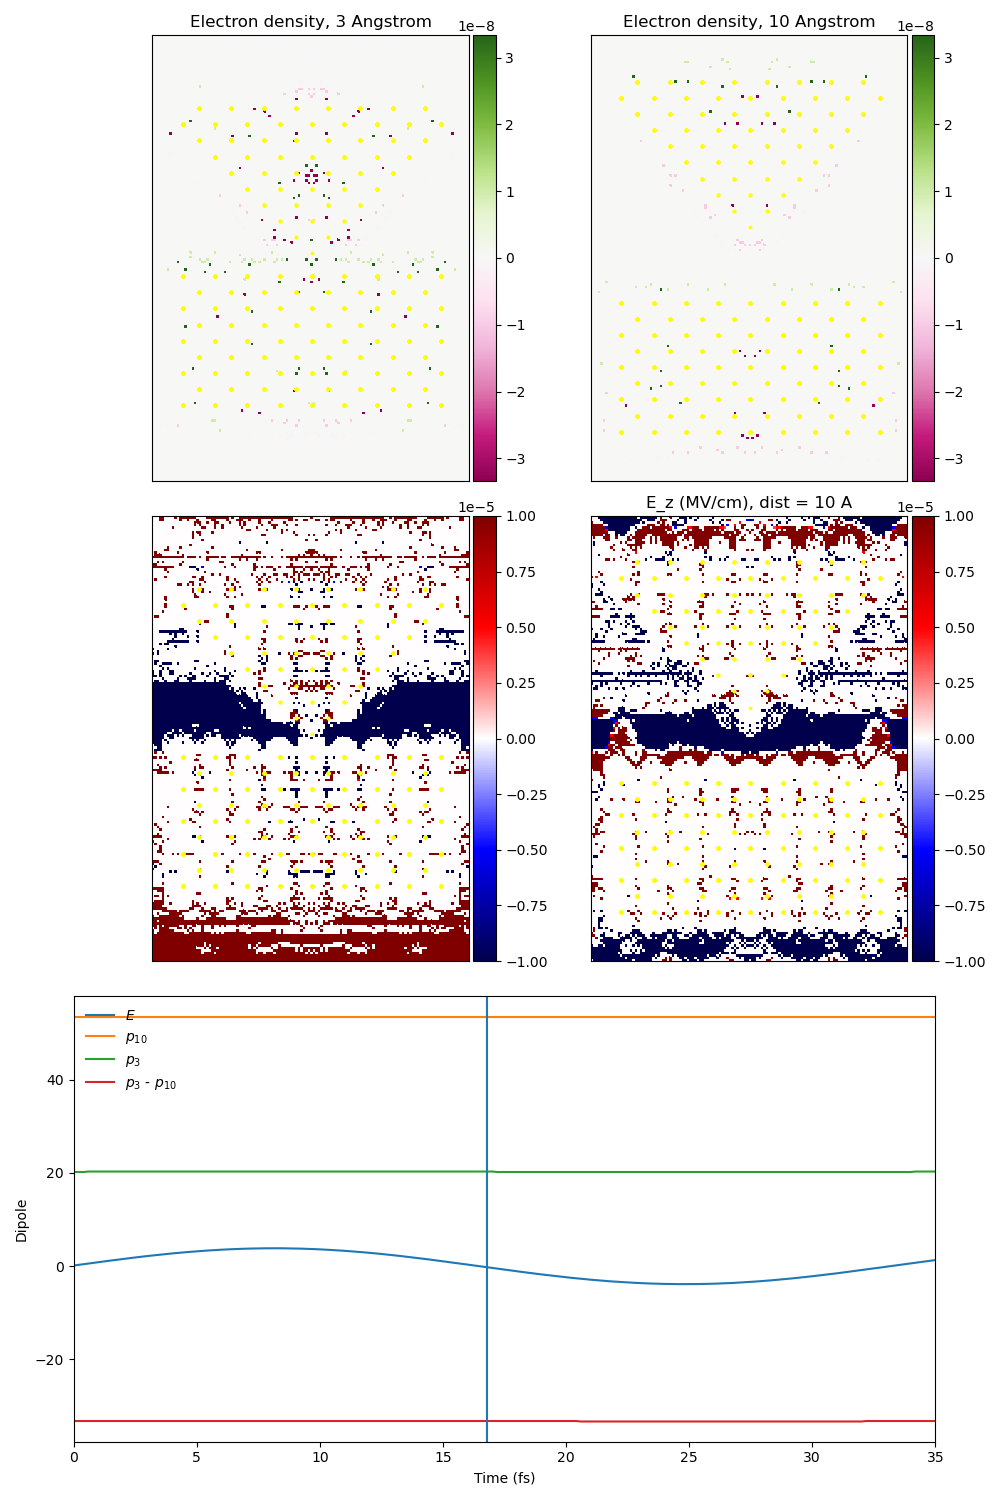 Electron density, 3 Angstrom
1e−8
3
2
1
0
−1
−2
−3
Electron density, 10 Angstrom
1e−8
3
2
1
0
−1
−2
−3
1e−5
1.00
0.75
0.50
0.25
0.00
−0.25
−0.50
−0.75
−1.00
E_z (MV/cm), dist = 10 A
1e−5
1.00
0.75
0.50
0.25
0.00
−0.25
−0.50
−0.75
−1.00
E
p10
p3
p3 - p10
40
20
0
−20
Dipole
0 5 10 15 20 25 30 35
Time (fs)